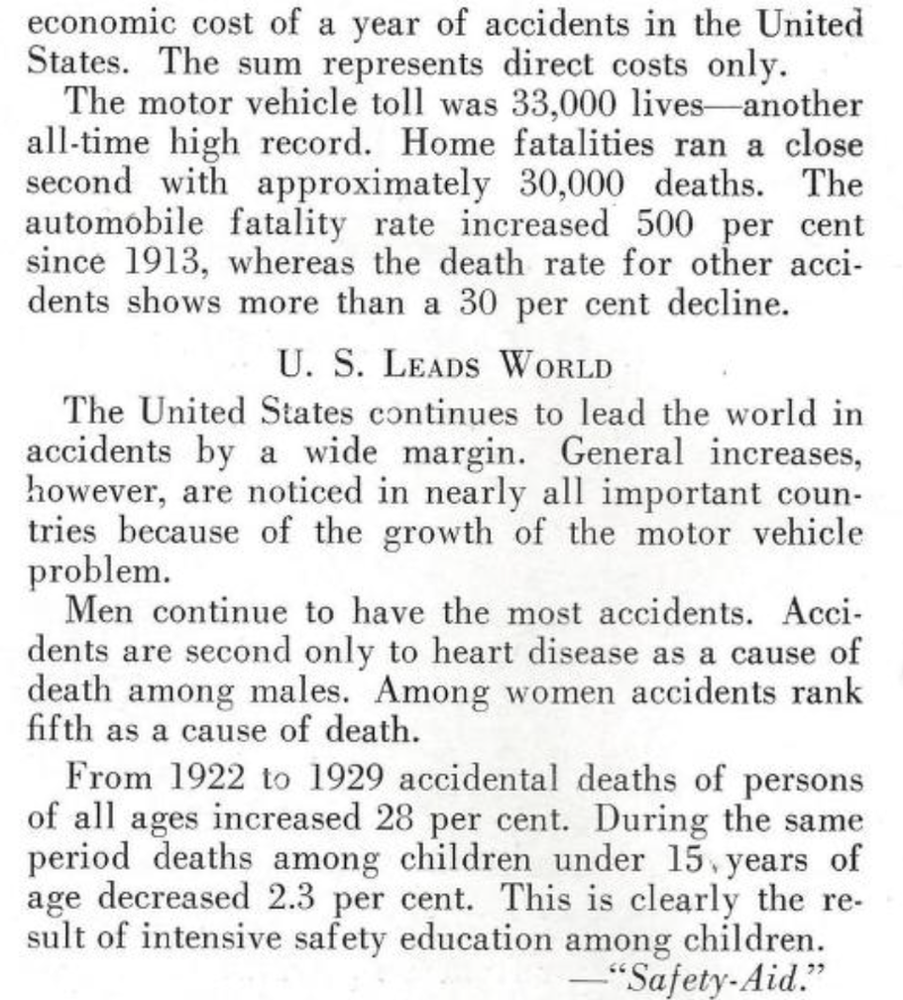 economic cost of a year of accidents in the United
States. The sum represents direct costs only.
The motor vehicle toll was 33,000 lives—another
all-time high record. Home fatalities ran a close
second with approximately 30,000 deaths. The
automobile fatality rate increased 500 per cent
since 1913, whereas the death rate for other acci-
dents shows more than a 30 per cent decline.
U. S. LEADS WORLD
The United States continues to lead the world in
accidents by a wide margin. General increases,
however, are noticed in nearly all important coun-
tries because of the growth of the motor vehicle
problem.
Men continue to have the most accidents. Acci-
dents are second only to heart disease as a cause of
death among males. Among women accidents rank
fifth as a cause of death.
From 1922 to 1929 accidental deaths of persons
of all ages increased 28 per cent. During the same
period deaths among children under 15 years of
age decreased 2.3 per cent. This is clearly the re-
sult of intensive safety education among children.
—“Safety-Aid.”